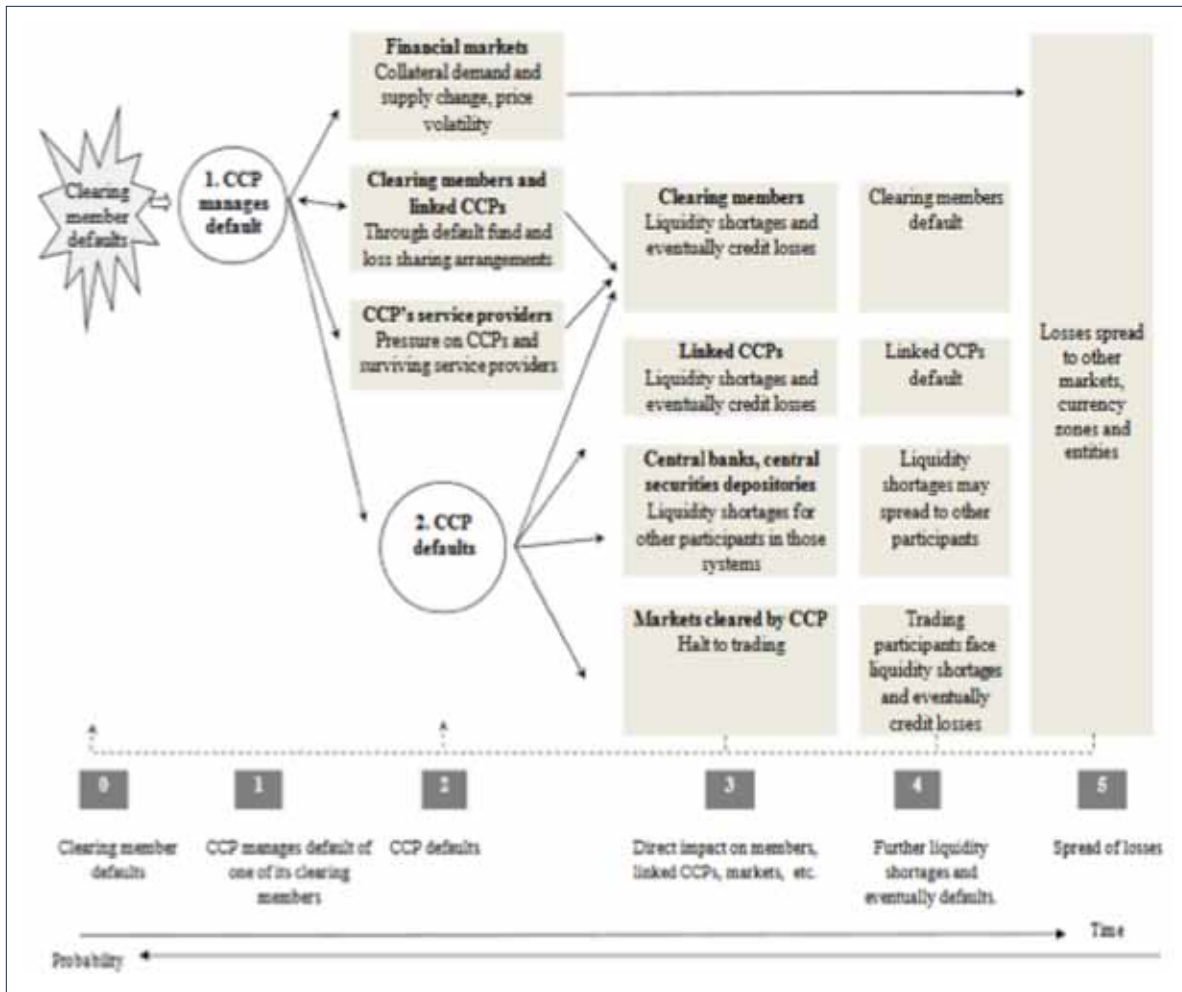 Financial markets
Collateral demand and
supply change, price
volatility
Clearing
member
defaults
1. CCP
manages
default
Clearing members and
linked CCPs
Through default fund and
loss sharing arrangements
CCP's service providers
Pressure on CCPs and
surviving service providers
2. CCP
defaults
Clearing members
Liquidity shortages and
eventually credit losses
Linked CCPs
Liquidity shortages and
eventually credit losses
Central banks, central
securities depositories
Liquidity shortages for
other participants in those
systems
Markets cleared by CCP
Halt to trading
Clearing members
default
Linked CCPs
default
Liquidity
shortages may
spread to other
participants
Trading
participants face
liquidity shortages
and eventually
credit losses
Losses spread
to other
markets,
currency
zones and
entities
0
1
2
3
4
5
Clearing member
defaults
CCP manages default of
one of its clearing
members
CCP defaults
Direct impact on members,
linked CCPs, markets, etc.
Further liquidity
shortages and
eventually defaults.
Spread of losses
Time
Probability